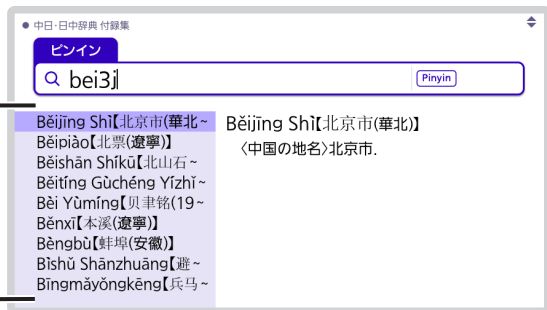 中日・日中辞典 付録集
ピンイン
bei3j
Pinyin
Běijīng Shì【北京市(華北~
Běipiào【北票(遼寧)】
Běishān Shíkū【北山石~
Běitíng Gùchéng Yízhǐ~
Bèi Yùmíng【贝聿铭(19~
Běnxī【本溪(遼寧)】
Bèngbù【蚌埠(安徽)】
Bìshǔ Shānzhuāng【避~
Bīngmǎyǒngkēng【兵马~
Běijīng Shì【北京市(華北)】
〈中国の地名〉北京市.